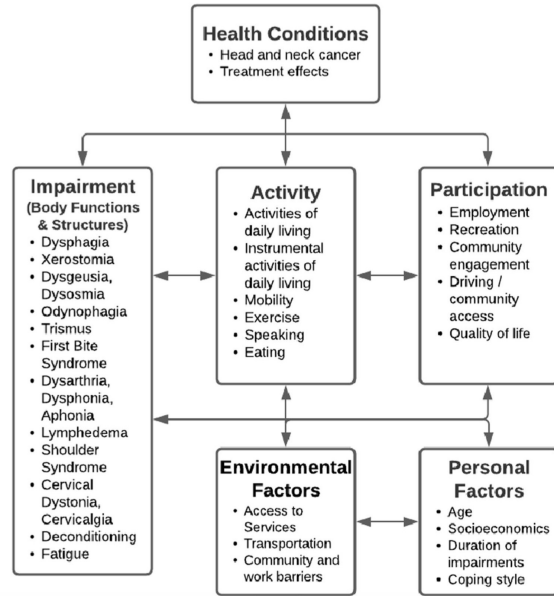 Health Conditions
• Head and neck cancer
• Treatment effects
Impairment
(Body Functions
& Structures)
• Dysphagia
• Xerostomia
• Dysgeusia,
Dysosmia
• Odynophagia
• Trismus
• First Bite
Syndrome
• Dysarthria,
Dysphonia,
Aphonia
• Lymphedema
• Shoulder
Syndrome
• Cervical
Dystonia,
Cervicalgia
• Deconditioning
• Fatigue
Activity
• Activities of
daily living
• Instrumental
activities of
daily living
• Mobility
• Exercise
• Speaking
• Eating
Participation
• Employment
• Recreation
• Community
engagement
• Driving /
community
access
• Quality of life
Environmental
Factors
• Access to
Services
• Transportation
• Community and
work barriers
Personal
Factors
• Age
• Socioeconomics
• Duration of
impairments
• Coping style